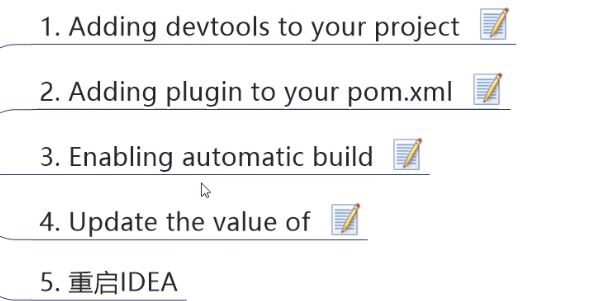 1. Adding devtools to your project
2. Adding plugin to your pom.xml
3. Enabling automatic build
4. Update the value of
5. 重启IDEA